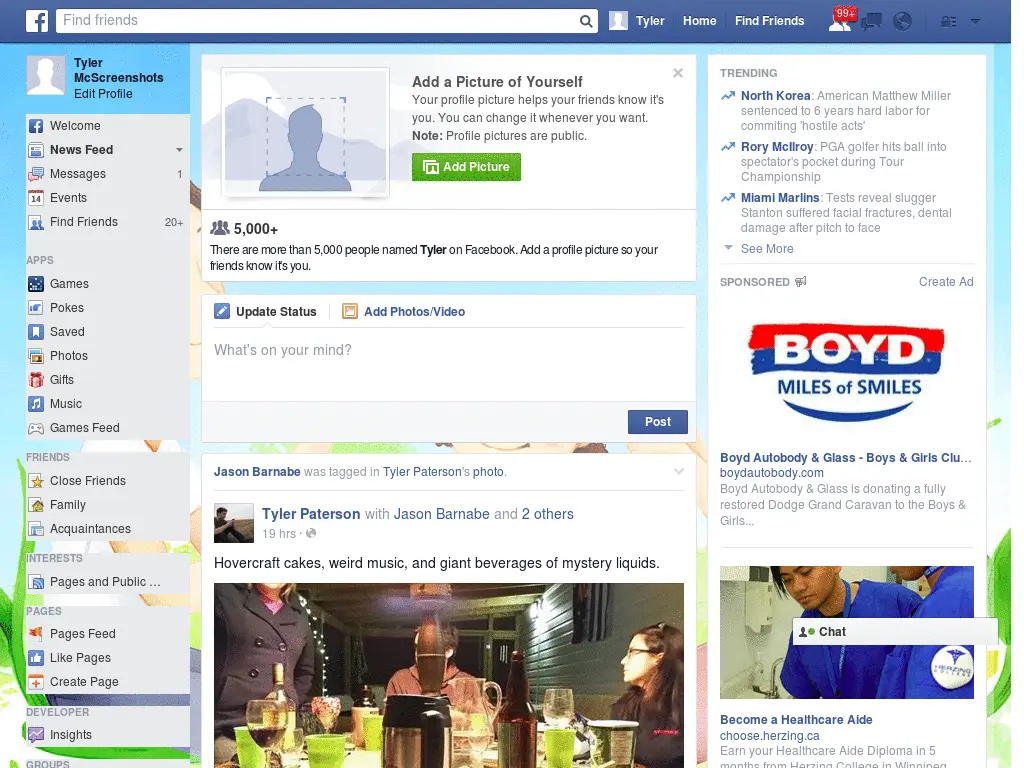 Find friends
Tyler
Home
Find Friends
99+
Tyler
McScreenshots
Edit Profile
Welcome
News Feed
Messages 1
14 Events
Find Friends 20+
APPS
Games
Pokes
Saved
Photos
Gifts
Music
Games Feed
FRIENDS
Close Friends
Family
Acquaintances
INTERESTS
Pages and Public ...
PAGES
Pages Feed
Like Pages
Create Page
DEVELOPER
Insights
GROUPS
Add a Picture of Yourself
Your profile picture helps your friends know it's
you. You can change it whenever you want.
Note: Profile pictures are public.
Add Picture
5,000+
There are more than 5,000 people named Tyler on Facebook. Add a profile picture so your
friends know it's you.
Update Status
Add Photos/Video
What's on your mind?
Post
Jason Barnabe was tagged in Tyler Paterson's photo.
Tyler Paterson with Jason Barnabe and 2 others
19 hrs ·
Hovercraft cakes, weird music, and giant beverages of mystery liquids.
TRENDING
North Korea: American Matthew Miller
sentenced to 6 years hard labor for
commiting 'hostile acts'
Rory McIlroy: PGA golfer hits ball into
spectator's pocket during Tour
Championship
Miami Marlins: Tests reveal slugger
Stanton suffered facial fractures, dental
damage after pitch to face
See More
SPONSORED
Create Ad
BOYD
MILES of SMILES
Boyd Autobody & Glass - Boys & Girls Clu...
boydautobody.com
Boyd Autobody & Glass is donating a fully
restored Dodge Grand Caravan to the Boys &
Girls...
Chat
HERZING
COLLEGE
Become a Healthcare Aide
choose.herzing.ca
Earn your Healthcare Aide Diploma in 5
months from Herzing College in Winnipeg